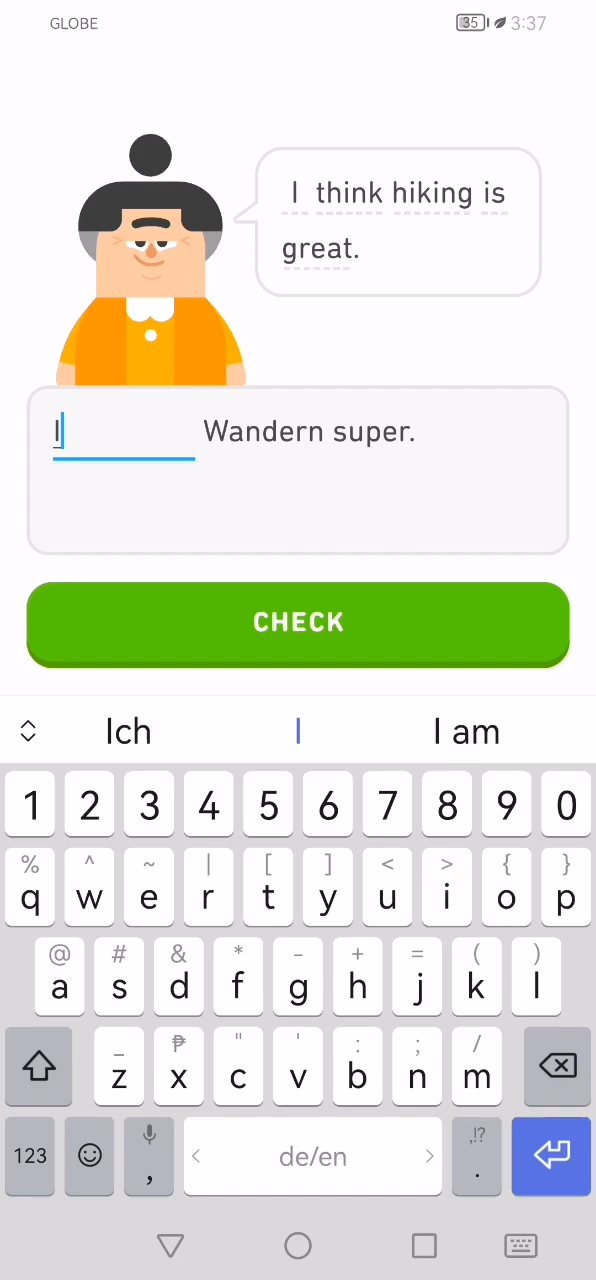 GLOBE 35 3:37
I think hiking is
great.
I Wandern super.
CHECK
Ich I I am
1 2 3 4 5 6 7 8 9 0
% ^ ~ | [ ] < > { }
q w e r t y u i o p
@ # & * - + = ( )
a s d f g h j k l
_ ₱ " ' : ; /
z x c v b n m
123 , < de/en > ,!? .